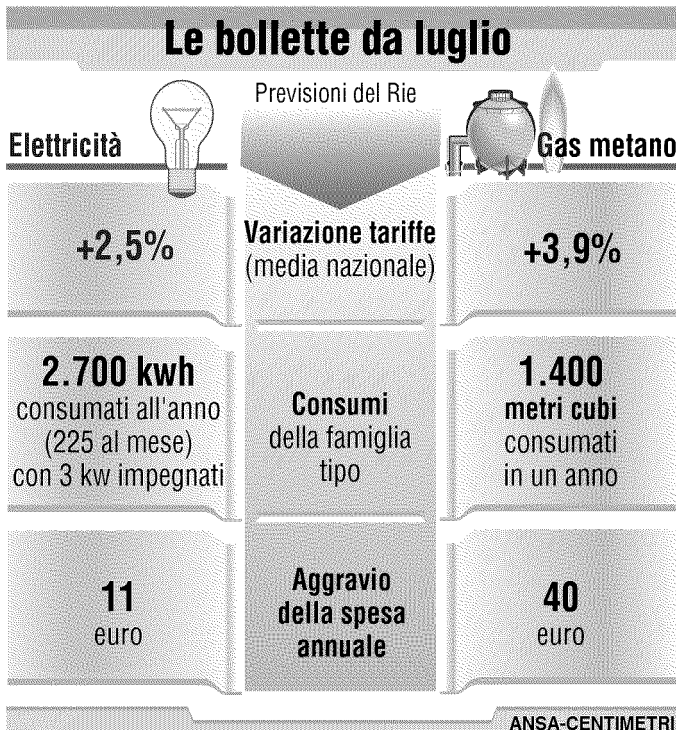 Le bollette da luglio
Previsioni del Rie
Elettricità
Gas metano
+2,5%
Variazione tariffe
(media nazionale)
+3,9%
2.700 kwh
consumati all'anno
(225 al mese)
con 3 kw impegnati
Consumi
della famiglia
tipo
1.400
metri cubi
consumati
in un anno
11
euro
Aggravio
della spesa
annuale
40
euro
ANSA-CENTIMETRI